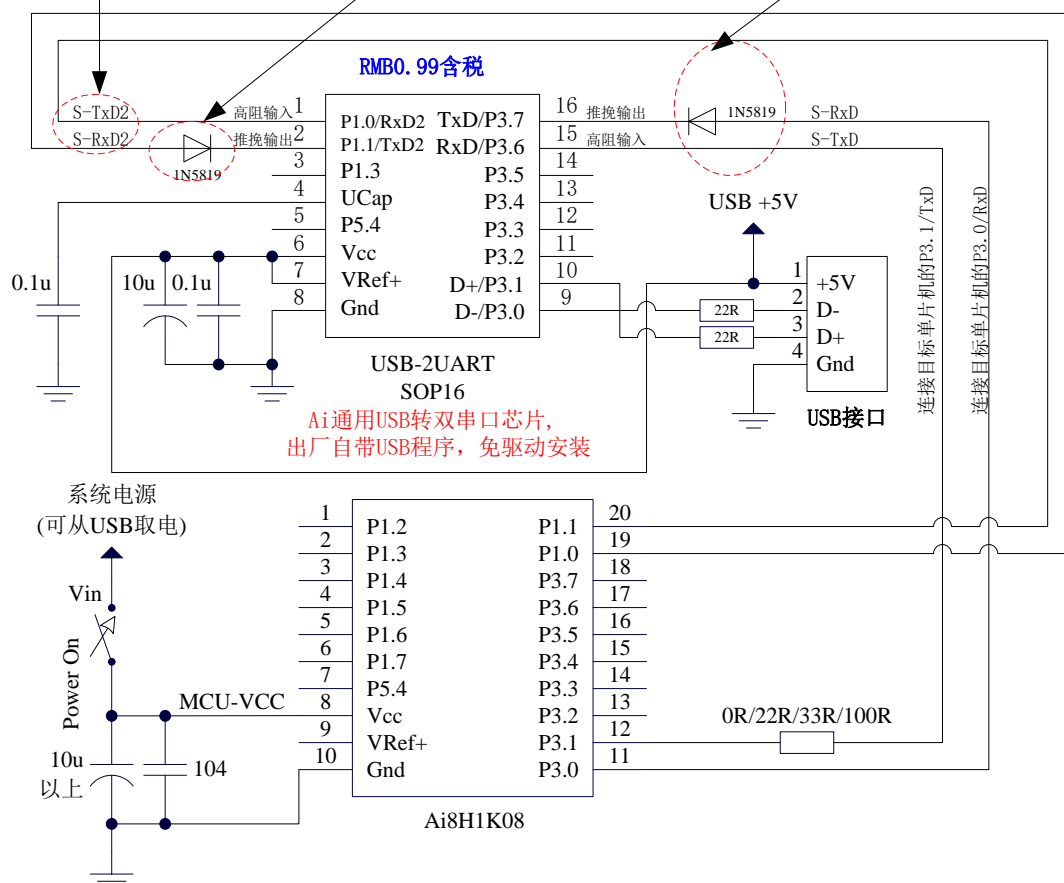 RMB0.99含税
S-TxD2
高阻输入
1
P1.0/RxD2
TxD/P3.7
16
推挽输出
1N5819
S-RxD
S-RxD2
推挽输出
2
P1.1/TxD2
RxD/P3.6
15
高阻输入
S-TxD
1N5819
3
P1.3
P3.5
14
4
UCap
P3.4
13
5
P5.4
P3.3
12
6
Vcc
P3.2
11
7
VRef+
D+/P3.1
10
8
Gnd
D-/P3.0
9
0.1u
10u
0.1u
USB +5V
22R
22R
1
+5V
2
D-
3
D+
4
Gnd
USB接口
连接目标单片机的P3.1/TxD
连接目标单片机的P3.0/RxD
USB-2UART
SOP16
Ai通用USB转双串口芯片,
出厂自带USB程序，免驱动安装
系统电源
(可从USB取电)
Vin
Power On
MCU-VCC
10u
以上
104
1
P1.2
P1.1
20
2
P1.3
P1.0
19
3
P1.4
P3.7
18
4
P1.5
P3.6
17
5
P1.6
P3.5
16
6
P1.7
P3.4
15
7
P5.4
P3.3
14
8
Vcc
P3.2
13
9
VRef+
P3.1
12
10
Gnd
P3.0
11
0R/22R/33R/100R
Ai8H1K08